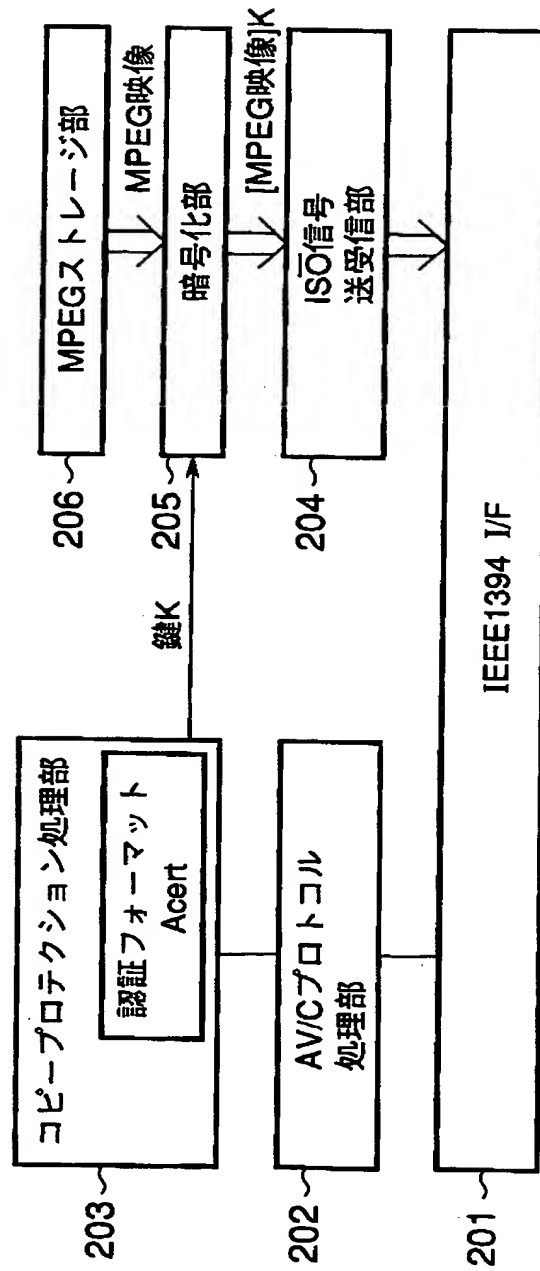 コピープロテクション処理部
認証フォーマット
Acert
203
鍵K
MPEGストレージ部
206
MPEG映像
暗号化部
205
[MPEG映像]K
ISO信号
送受信部
204
AV/Cプロトコル
処理部
202
IEEE1394 I/F
201